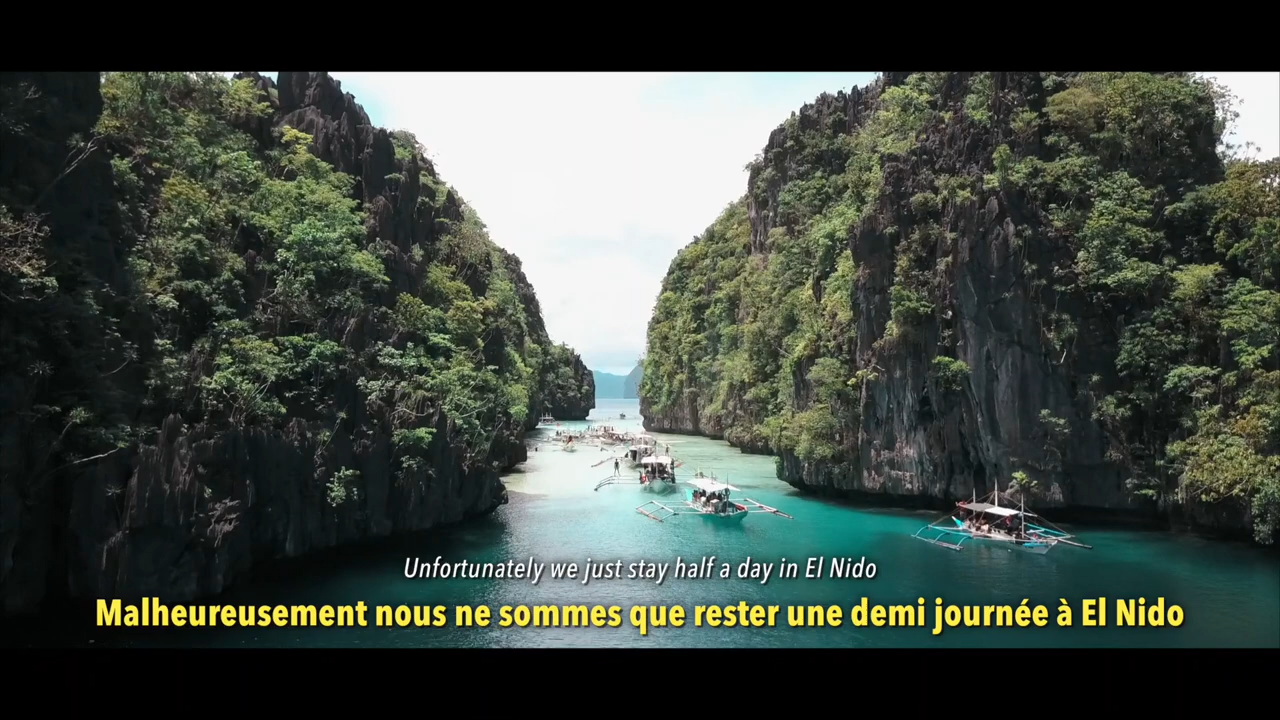 Unfortunately we just stay half a day in El Nido
Malheureusement nous ne sommes que rester une demi journée à El Nido